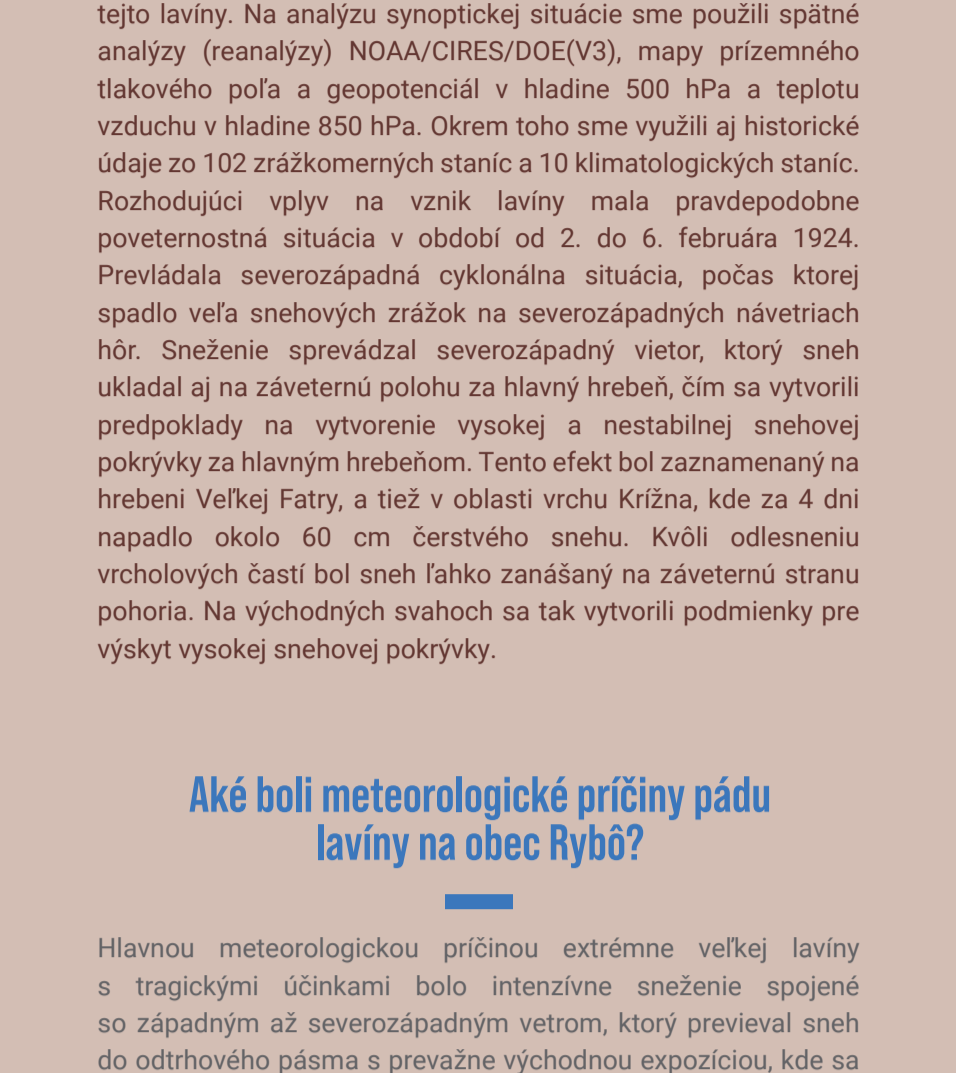 tejto lavíny. Na analýzu synoptickej situácie sme použili spätné
analýzy (reanalýzy) NOAA/CIRES/DOE(V3), mapy prízemného
tlakového poľa a geopotenciál v hladine 500 hPa a teplotu
vzduchu v hladine 850 hPa. Okrem toho sme využili aj historické
údaje zo 102 zrážkomerných staníc a 10 klimatologických staníc.
Rozhodujúci vplyv na vznik lavíny mala pravdepodobne
poveternostná situácia v období od 2. do 6. februára 1924.
Prevládala severozápadná cyklonálna situácia, počas ktorej
spadlo veľa snehových zrážok na severozápadných návetriach
hôr. Sneženie sprevádzal severozápadný vietor, ktorý sneh
ukladal aj na záveternú polohu za hlavný hrebeň, čím sa vytvorili
predpoklady na vytvorenie vysokej a nestabilnej snehovej
pokrývky za hlavným hrebeňom. Tento efekt bol zaznamenaný na
hrebeni Veľkej Fatry, a tiež v oblasti vrchu Krížna, kde za 4 dni
napadlo okolo 60 cm čerstvého snehu. Kvôli odlesneniu
vrcholových častí bol sneh ľahko zanášaný na záveternú stranu
pohoria. Na východných svahoch sa tak vytvorili podmienky pre
výskyt vysokej snehovej pokrývky.
Aké boli meteorologické príčiny pádu
lavíny na obec Rybô?
Hlavnou meteorologickou príčinou extrémne veľkej lavíny
s tragickými účinkami bolo intenzívne sneženie spojené
so západným až severozápadným vetrom, ktorý previeval sneh
do odtrhového pásma s prevažne východnou expozíciou, kde sa